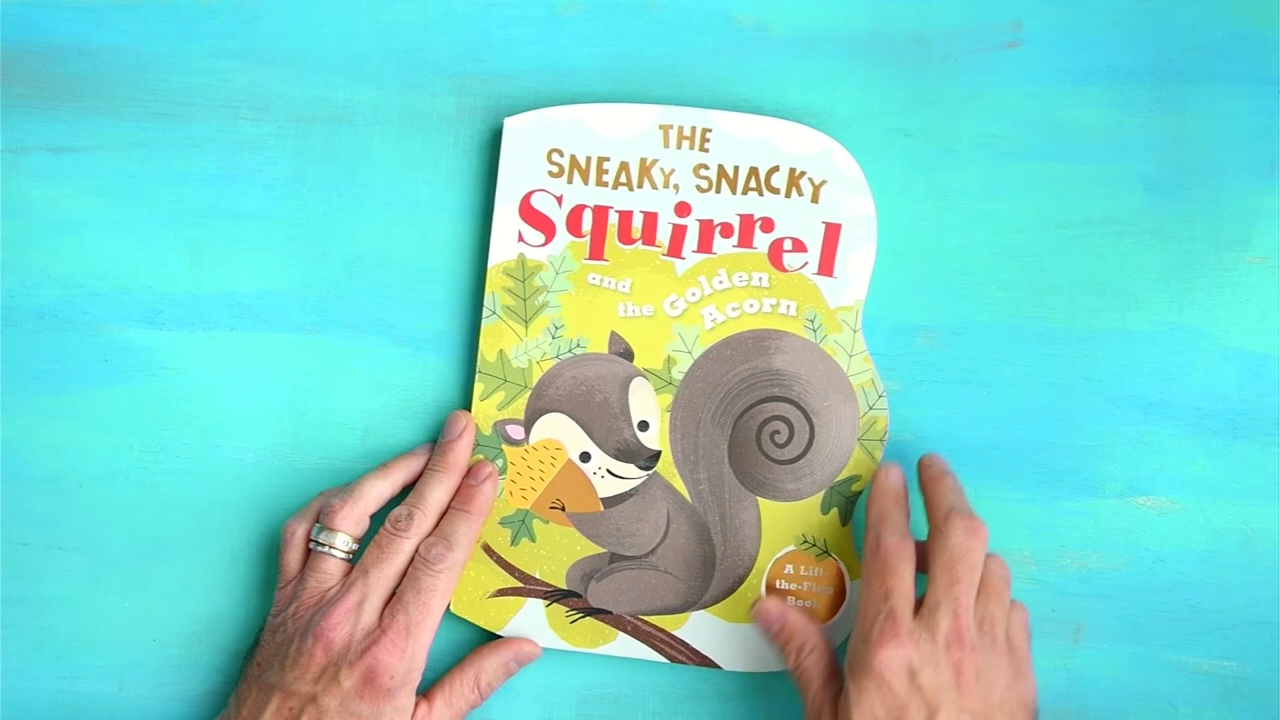 THE
SNEAKY, SNACKY
Squirrel
and
the Golden
Acorn
A Lift-
the-Flap
Book